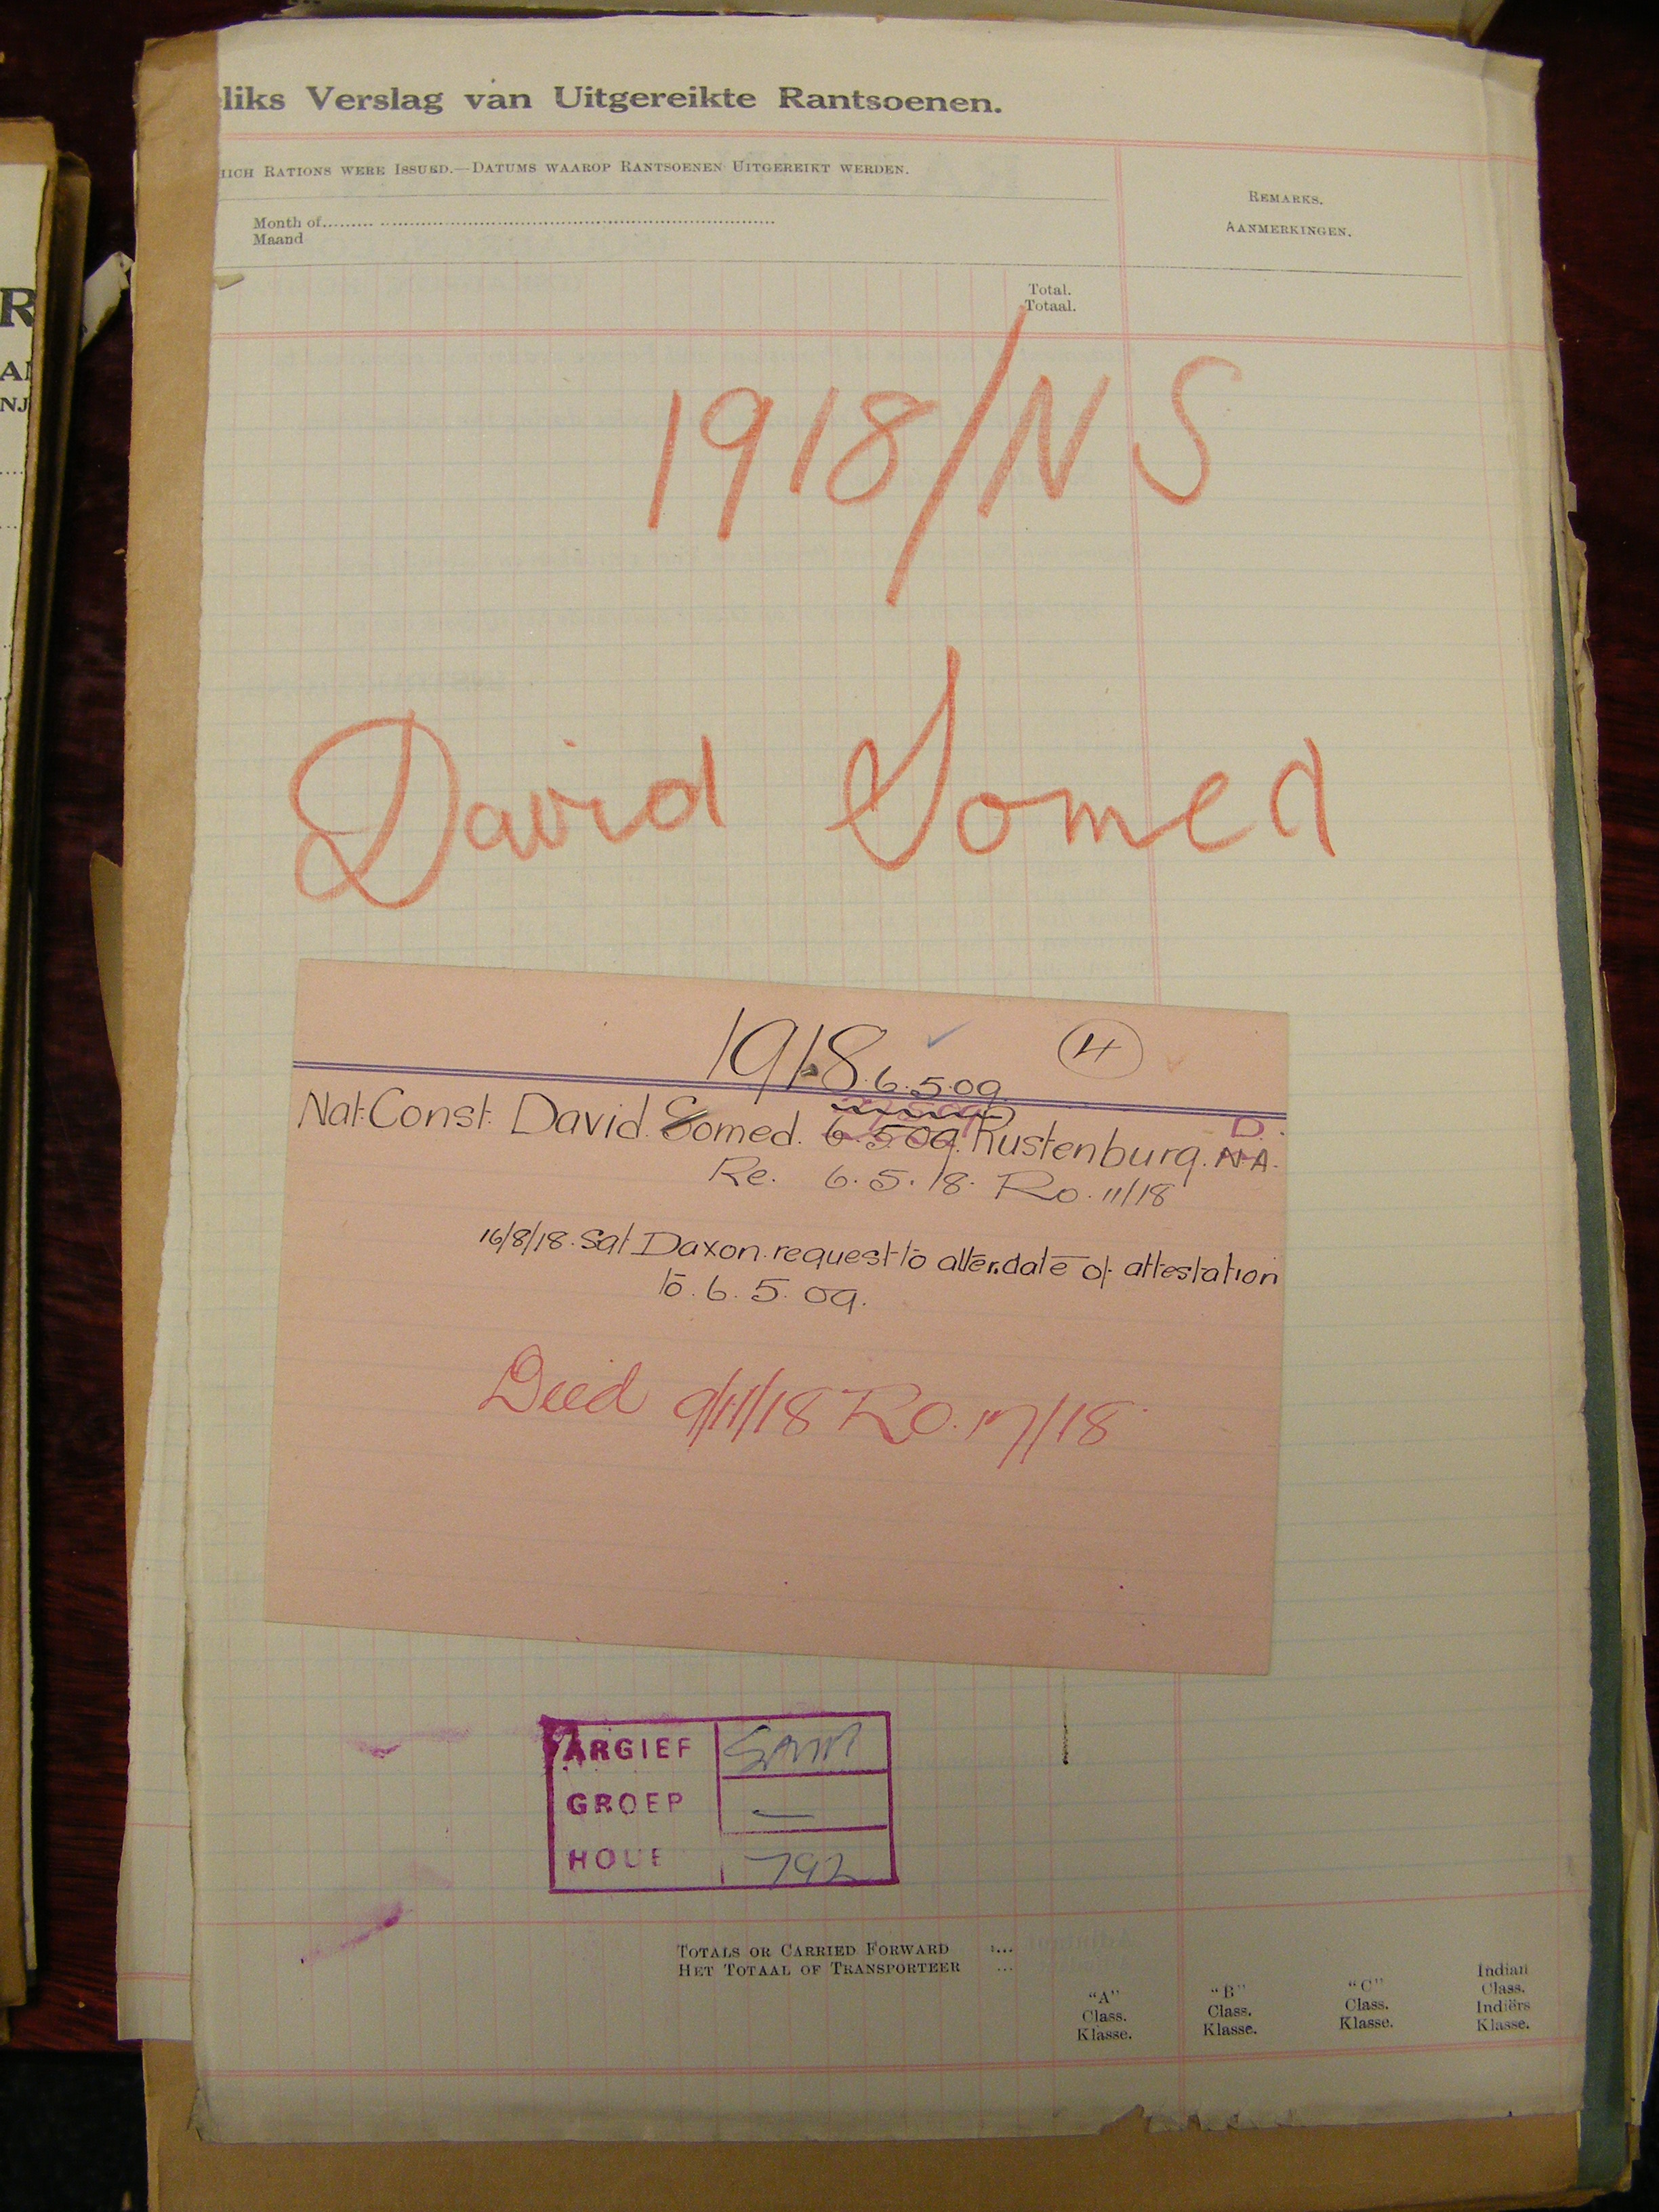 liks Verslag van Uitgereikte Rantsoenen.
HICH RATIONS WERE ISSUED.—DATUMS WAAROP RANTSOENEN UITGEREIKT WERDEN.
REMARKS.
AANMERKINGEN.
Month of
Maand
Total.
Totaal.
1918/NS
David Somed
1918 4
6.5.09
Nat. Const. David Somed. 6.5.09. Rustenburg. D.
N.A.
Re. 6.5.18. Ro. 11/18
16/8/18. Sgt Daxon. request to alter date of attestation
to. 6. 5. 09.
Died 9/11/18 RO. 17/18
ARGIEF
GROEP —
HOUE 792
TOTALS OR CARRIED FORWARD
HET TOTAAL OF TRANSPORTEER
"A" Class. Klasse.
"B" Class. Klasse.
"C" Class. Klasse.
Indian Class. Indiërs Klasse.
R